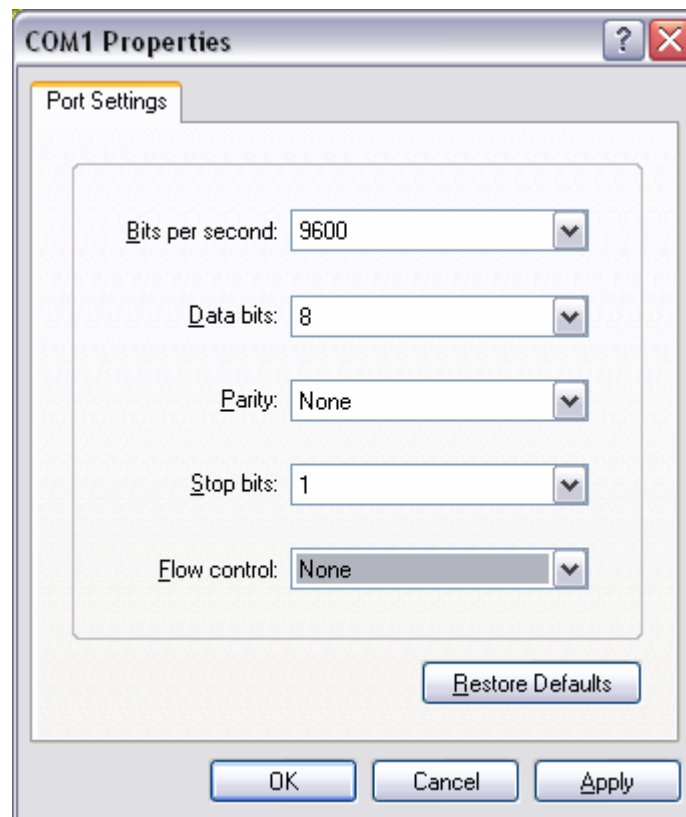 COM1 Properties
Port Settings
Bits per second: 9600
Data bits: 8
Parity: None
Stop bits: 1
Flow control: None
Restore Defaults
OK Cancel Apply